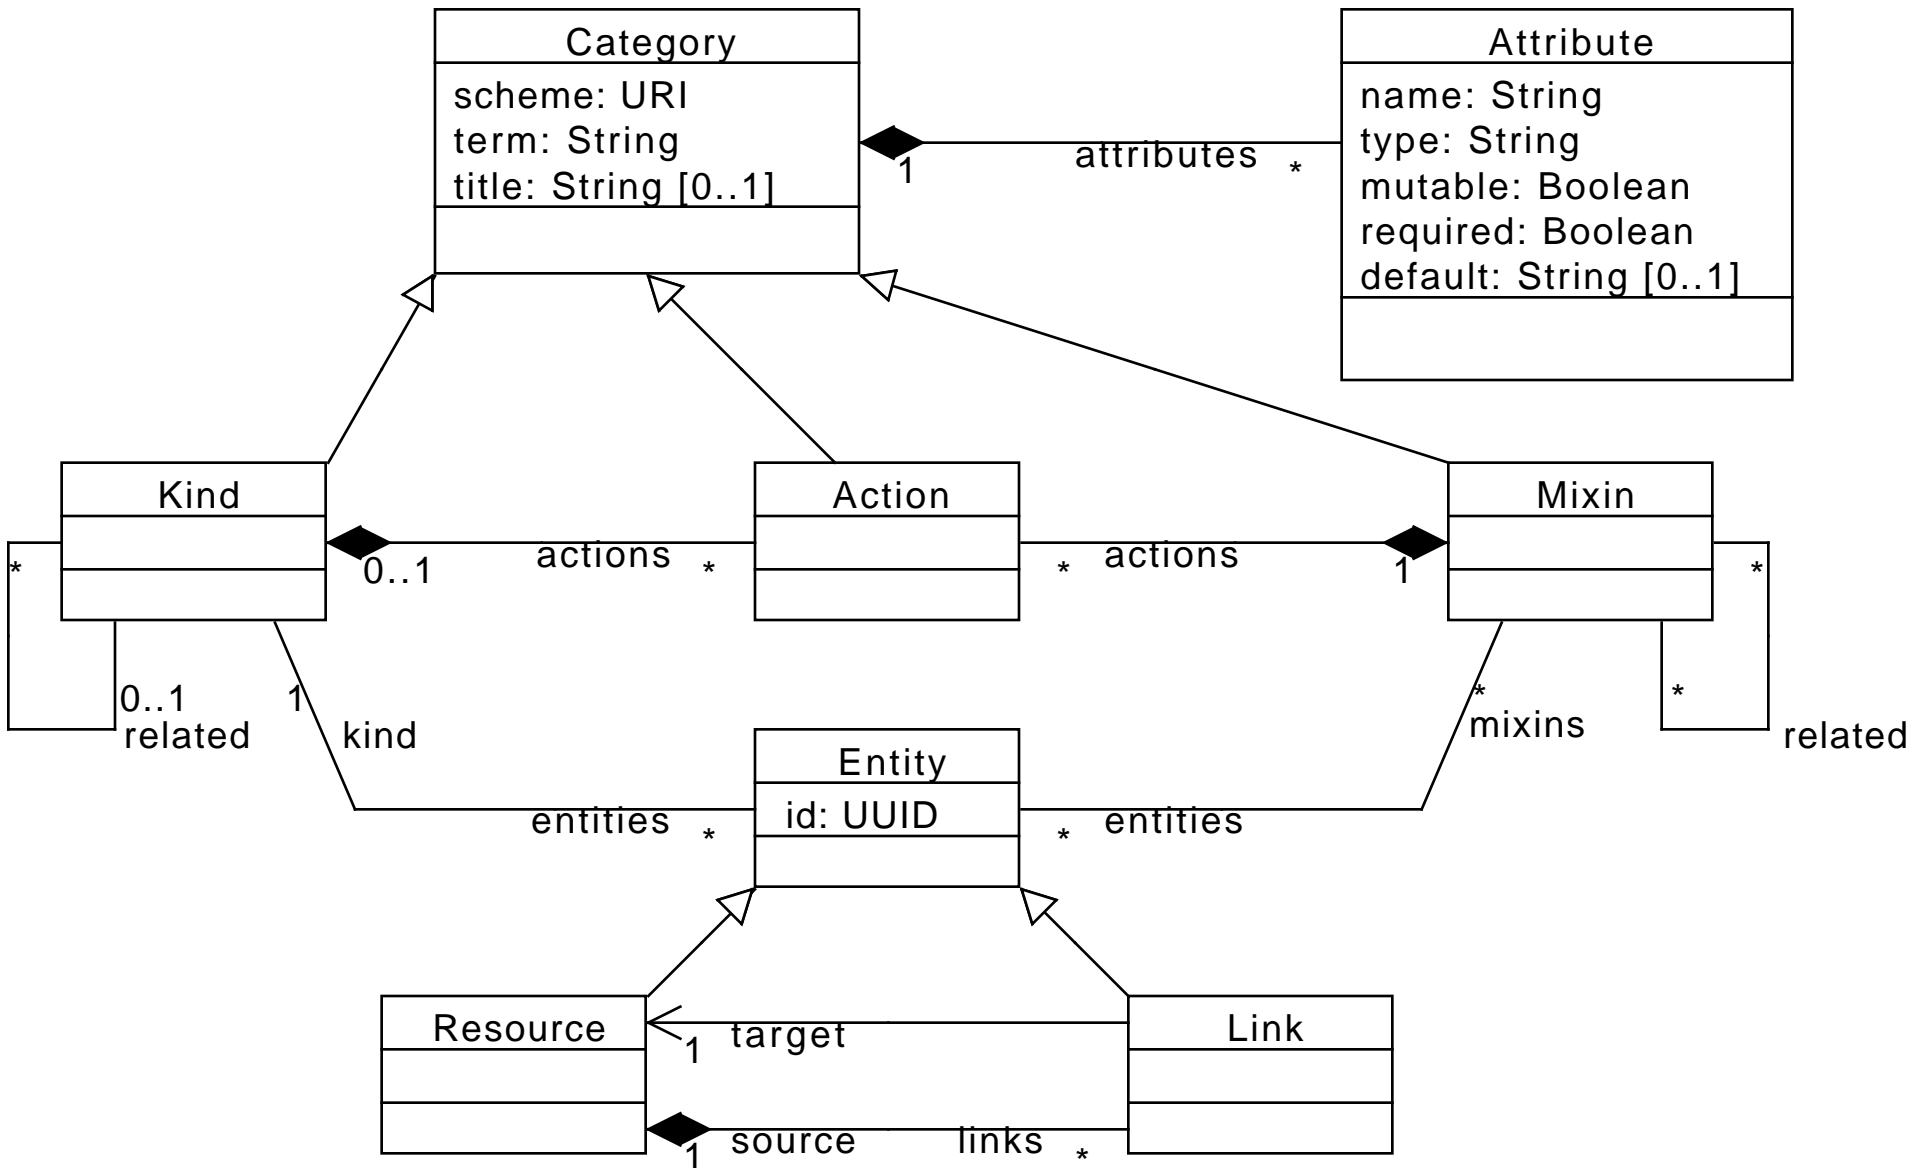 Category
scheme: URI
term: String
title: String [0..1]
Attribute
name: String
type: String
mutable: Boolean
required: Boolean
default: String [0..1]
1
attributes
*
Kind
Action
Mixin
0..1
actions
*
*
actions
1
*
0..1
related
1
kind
*
mixins
*
*
related
Entity
id: UUID
entities
*
*
entities
Resource
Link
1
target
1
source
links
*